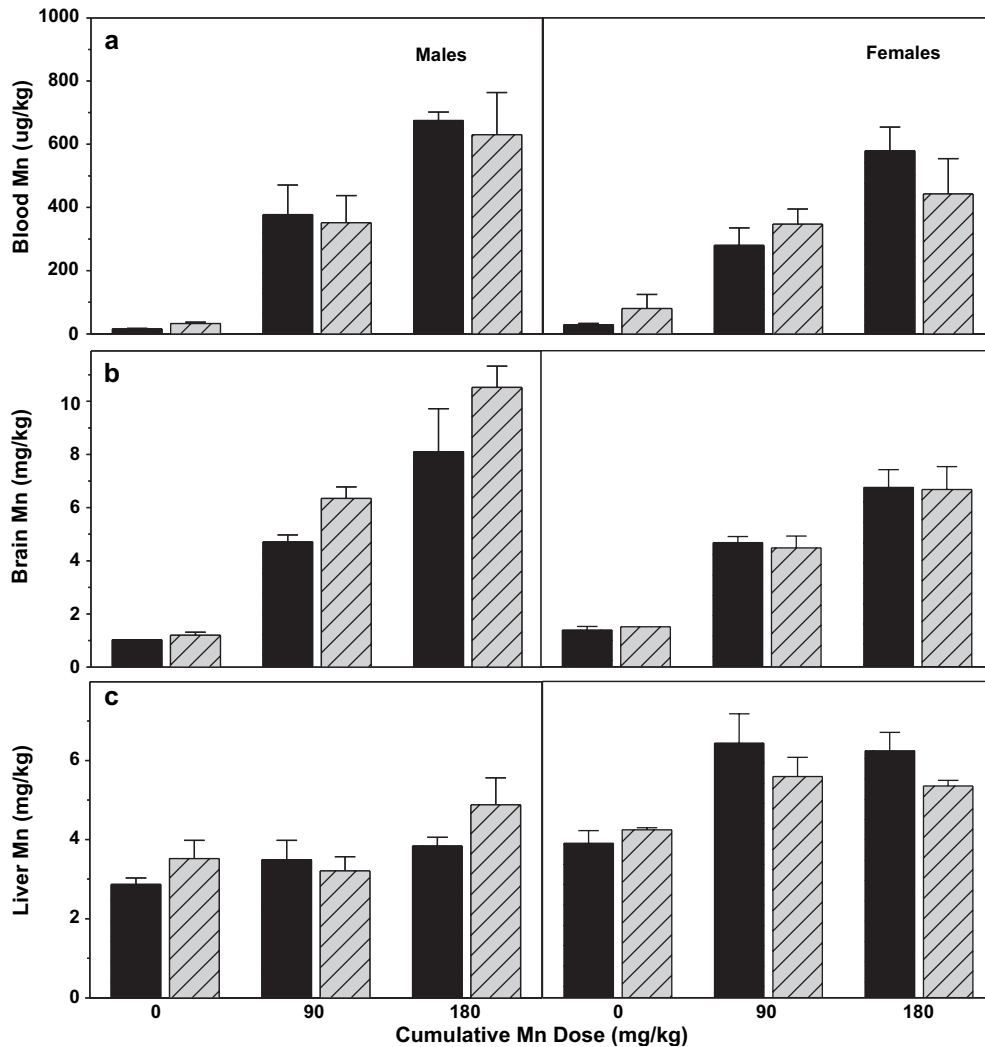 1000
a
Males
Females
800
600
400
200
0
Blood Mn (ug/kg)
b
10
8
6
4
2
0
Brain Mn (mg/kg)
c
6
4
2
0
Liver Mn (mg/kg)
0 90 180 0 90 180
Cumulative Mn Dose (mg/kg)